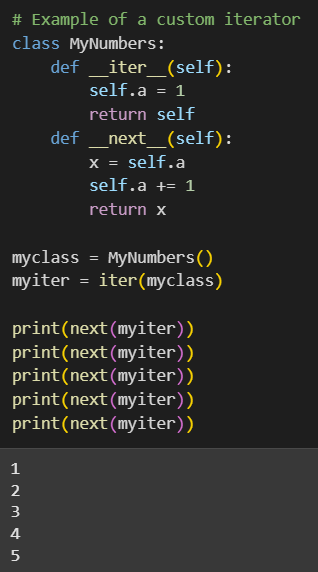 # Example of a custom iterator
class MyNumbers:
    def __iter__(self):
        self.a = 1
        return self
    def __next__(self):
        x = self.a
        self.a += 1
        return x

myclass = MyNumbers()
myiter = iter(myclass)

print(next(myiter))
print(next(myiter))
print(next(myiter))
print(next(myiter))
print(next(myiter))
1
2
3
4
5